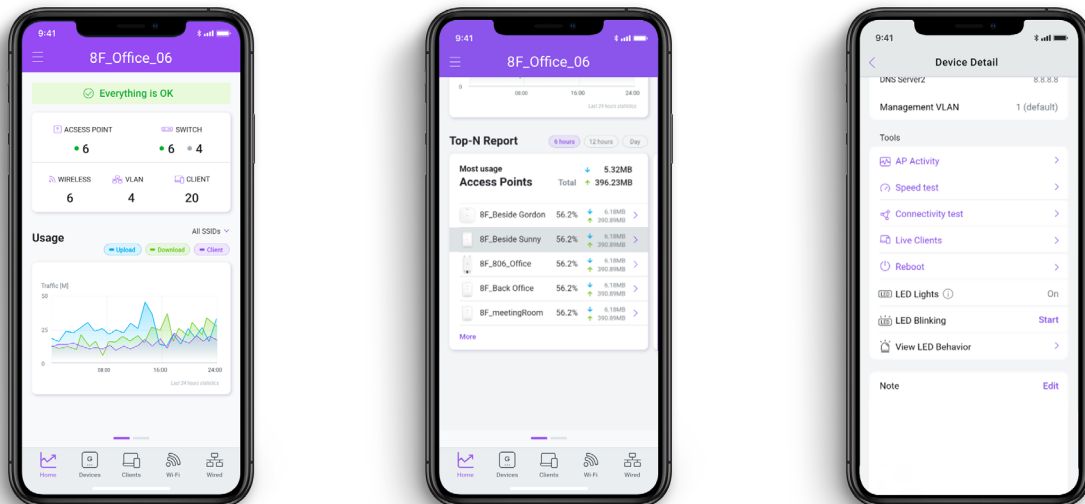 9:41
8F_Office_06
Everything is OK
ACSESS POINT
SWITCH
6
6
4
WIRELESS
VLAN
CLIENT
6
4
20
Usage
All SSIDs
Upload
Download
Client
Traffic [M]
50
25
0
08:00
16:00
24:00
Last 24 hours statistics
Home
Devices
Clients
Wi-Fi
Wired
9:41
8F_Office_06
0
08:00
16:00
24:00
Last 24 hours statistics
Top-N Report
6 hours
12 hours
Day
Most usage
5.32MB
Access Points
Total
396.23MB
8F_Beside Gordon 56.2% 6.18MB
390.89MB
8F_Beside Sunny 56.2% 6.18MB
390.89MB
8F_806_Office 56.2% 6.18MB
390.89MB
8F_Back Office 56.2% 6.18MB
390.89MB
8F_meetingRoom 56.2% 6.18MB
390.89MB
More
Home
Devices
Clients
Wi-Fi
Wired
9:41
Device Detail
DNS Server2 8.8.8.8
Management VLAN 1 (default)
Tools
AP Activity
Speed test
Connectivity test
Live Clients
Reboot
LED Lights On
LED Blinking Start
View LED Behavior
Note Edit